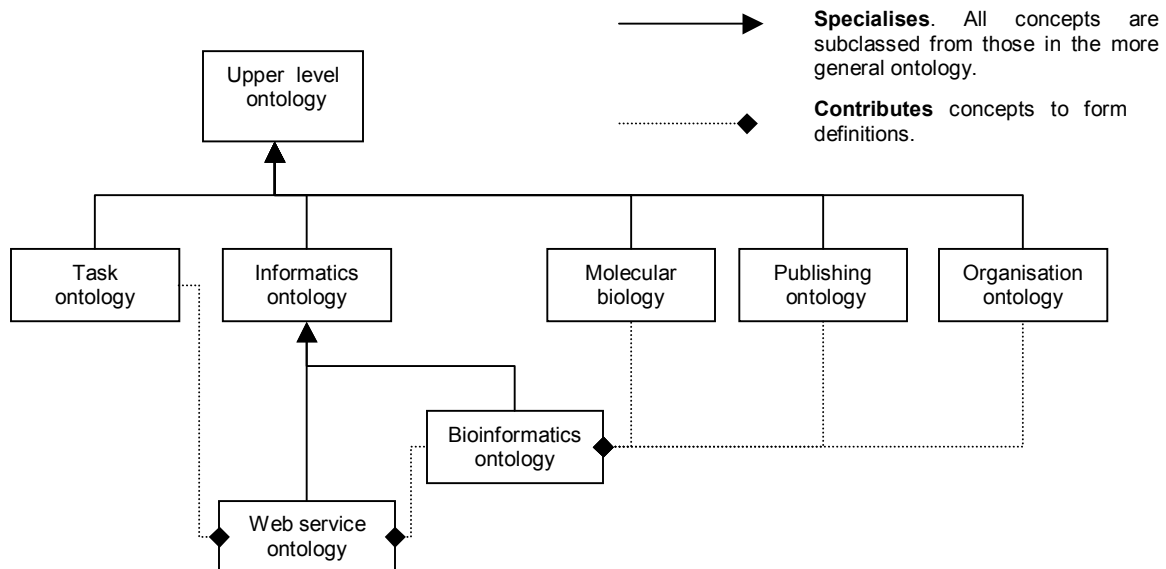 Specialises. All concepts are
subclassed from those in the more
general ontology.
Contributes concepts to form
definitions.
Upper level
ontology
Task
ontology
Informatics
ontology
Molecular
biology
Publishing
ontology
Organisation
ontology
Bioinformatics
ontology
Web service
ontology